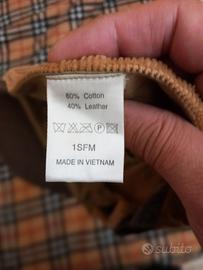 60% Cotton
40% Leather
P
1SFM
MADE IN VIETNAM
subito